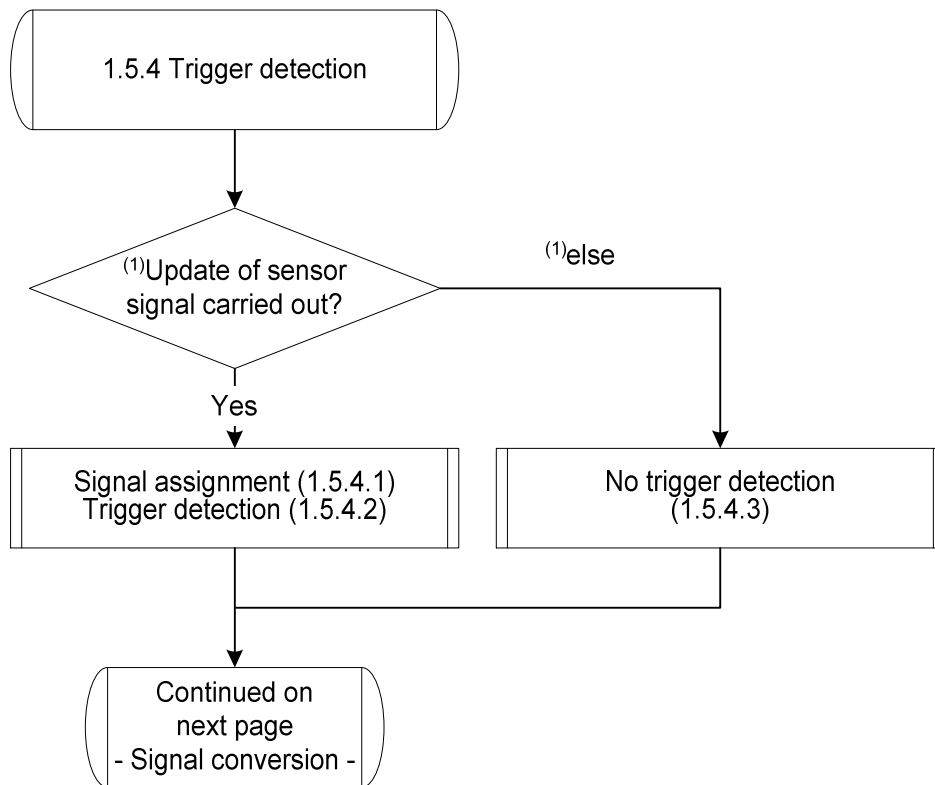 1.5.4 Trigger detection
(1)Update of sensor
signal carried out?
(1)else
Yes
Signal assignment (1.5.4.1)
Trigger detection (1.5.4.2)
No trigger detection
(1.5.4.3)
Continued on
next page
- Signal conversion -